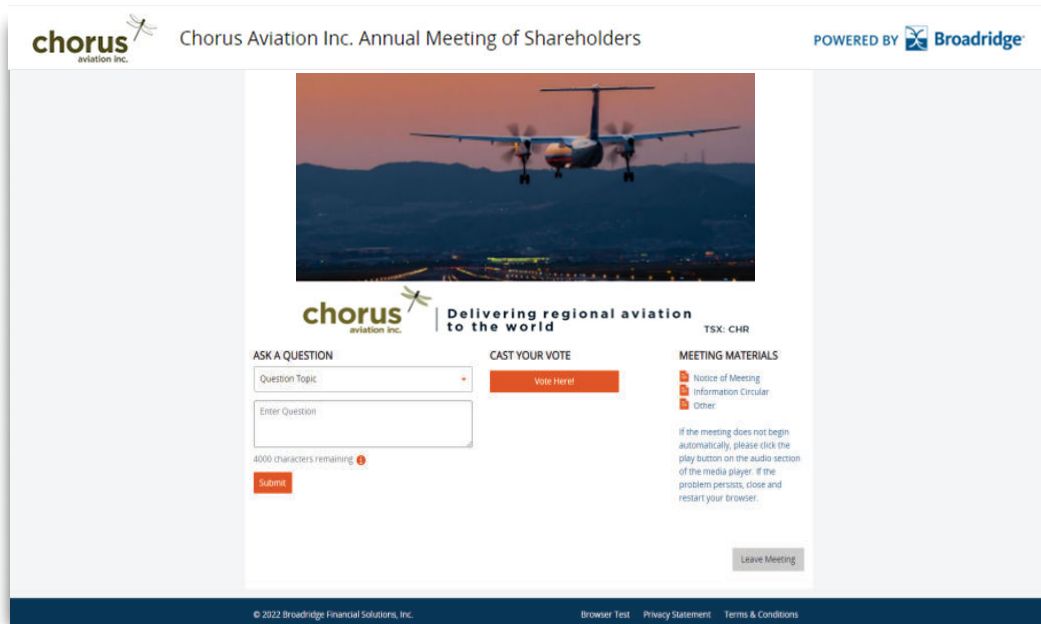 chorus
aviation inc.
Chorus Aviation Inc. Annual Meeting of Shareholders
POWERED BY Broadridge
chorus
aviation inc.
Delivering regional aviation
to the world
TSX: CHR
ASK A QUESTION
Question Topic
Enter Question
4000 characters remaining
Submit
CAST YOUR VOTE
Vote Here!
MEETING MATERIALS
Notice of Meeting
Information Circular
Other
If the meeting does not begin
automatically, please click the
play button on the audio section
of the media player. If the
problem persists, close and
restart your browser.
Leave Meeting
© 2022 Broadridge Financial Solutions, Inc.
Browser Test Privacy Statement Terms & Conditions